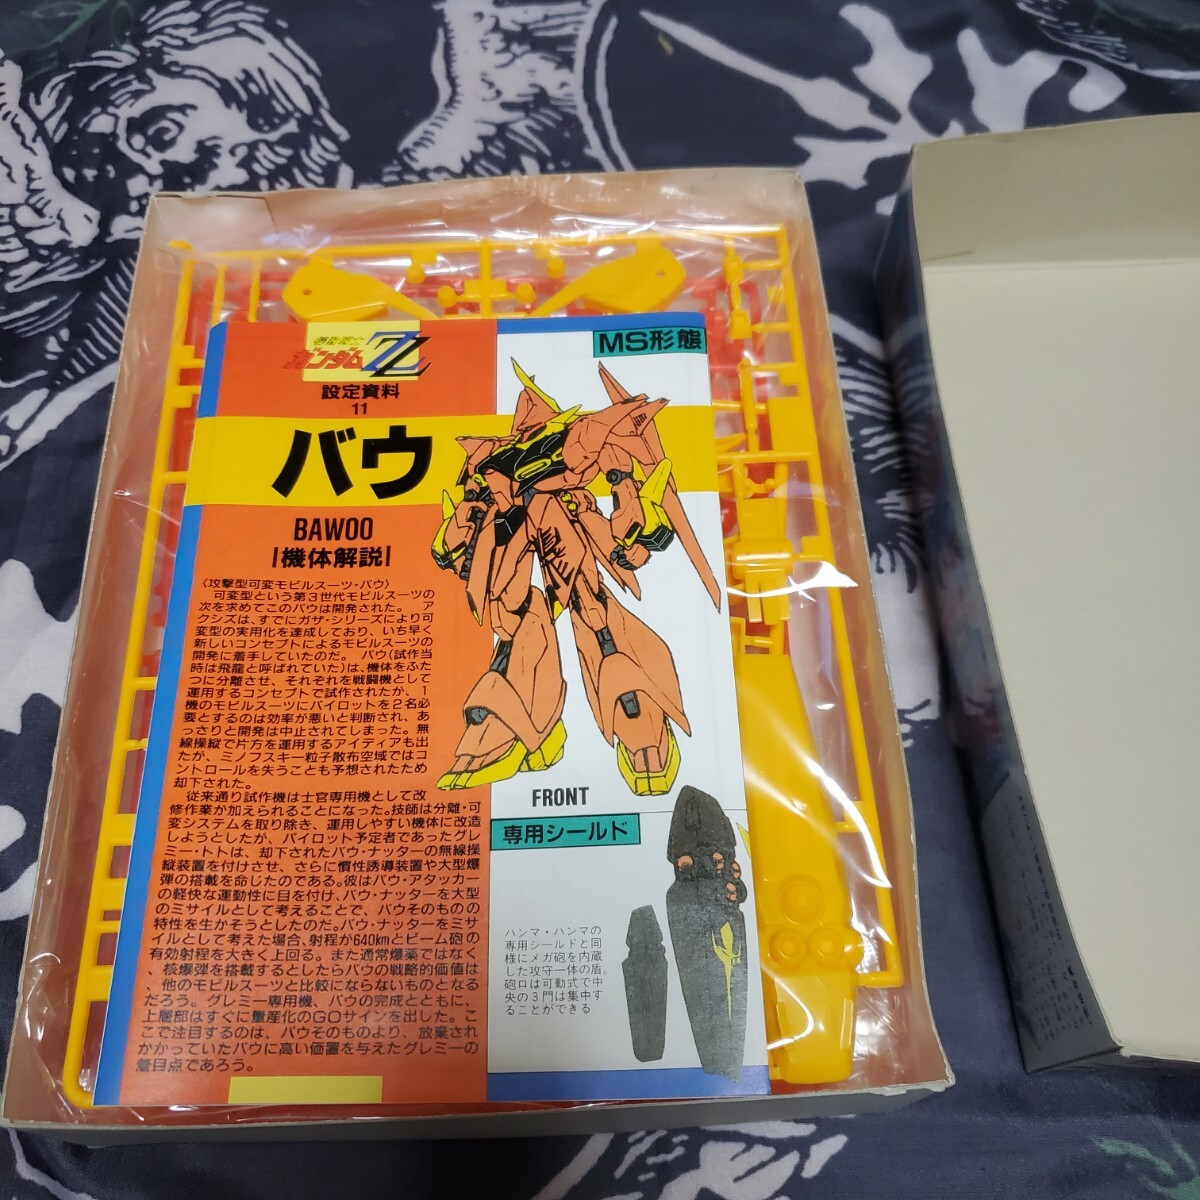 機動戦士
ガンダムZZ
設定資料
11
バウ
BAWOO
機体解説
〈攻撃型可変モビルスーツ・バウ〉
可変型という第3世代モビルスーツの
次を求めてこのバウは開発された。 ア
クシズは、すでにガザ・シリーズにより可
変型の実用化を達成しており、いち早く
新しいコンセプトによるモビルスーツの
開発に着手していたのだ。 バウ(試作当
時は飛龍と呼ばれていた)は、機体をふた
つに分離させ、それぞれを戦闘機として
運用するコンセプトで試作されたが、1
機のモビルスーツにパイロットを2名必
要とするのは効率が悪いと判断され、あ
っさりと開発は中止されてしまった。無
線操縦で片方を運用するアイディアも出
たが、ミノフスキー粒子散布空域ではコ
ントロールを失うことも予想されたため
却下された。
従来通り試作機は士官専用機として改
修作業が加えられることになった。技師は分離・可
変システムを取り除き、運用しやすい機体に改造
しようとしたが、パイロット予定者であったグレ
ミー・トトは、却下されたバウ・ナッターの無線操
縦装置を付けさせ、さらに慣性誘導装置や大型爆
弾の搭載を命じたのである。彼はバウ・アタッカー
の軽快な運動性に目を付け、バウ・ナッターを大型
のミサイルとして考えることで、バウそのものの
特性を生かそうとしたのだ。バウ・ナッターをミサ
イルとして考えた場合、射程が640kmとビーム砲の
有効射程を大きく上回る。また通常爆薬ではなく
、核爆弾を搭載するとしたらバウの戦略的価値は
、他のモビルスーツと比較にならないものとなる
だろう。グレミー専用機、バウの完成とともに、
上層部はすぐに量産化のGOサインを出した。こ
こで注目するのは、バウそのものより、放棄され
かかっていたバウに高い価置を与えたグレミーの
着目点であろう。
MS形態
FRONT
専用シールド
ハンマ・ハンマの
専用シールドと同
様にメガ砲を内蔵
した攻守一体の盾。
砲口は可動式で中
央の3門は集中す
ることができる